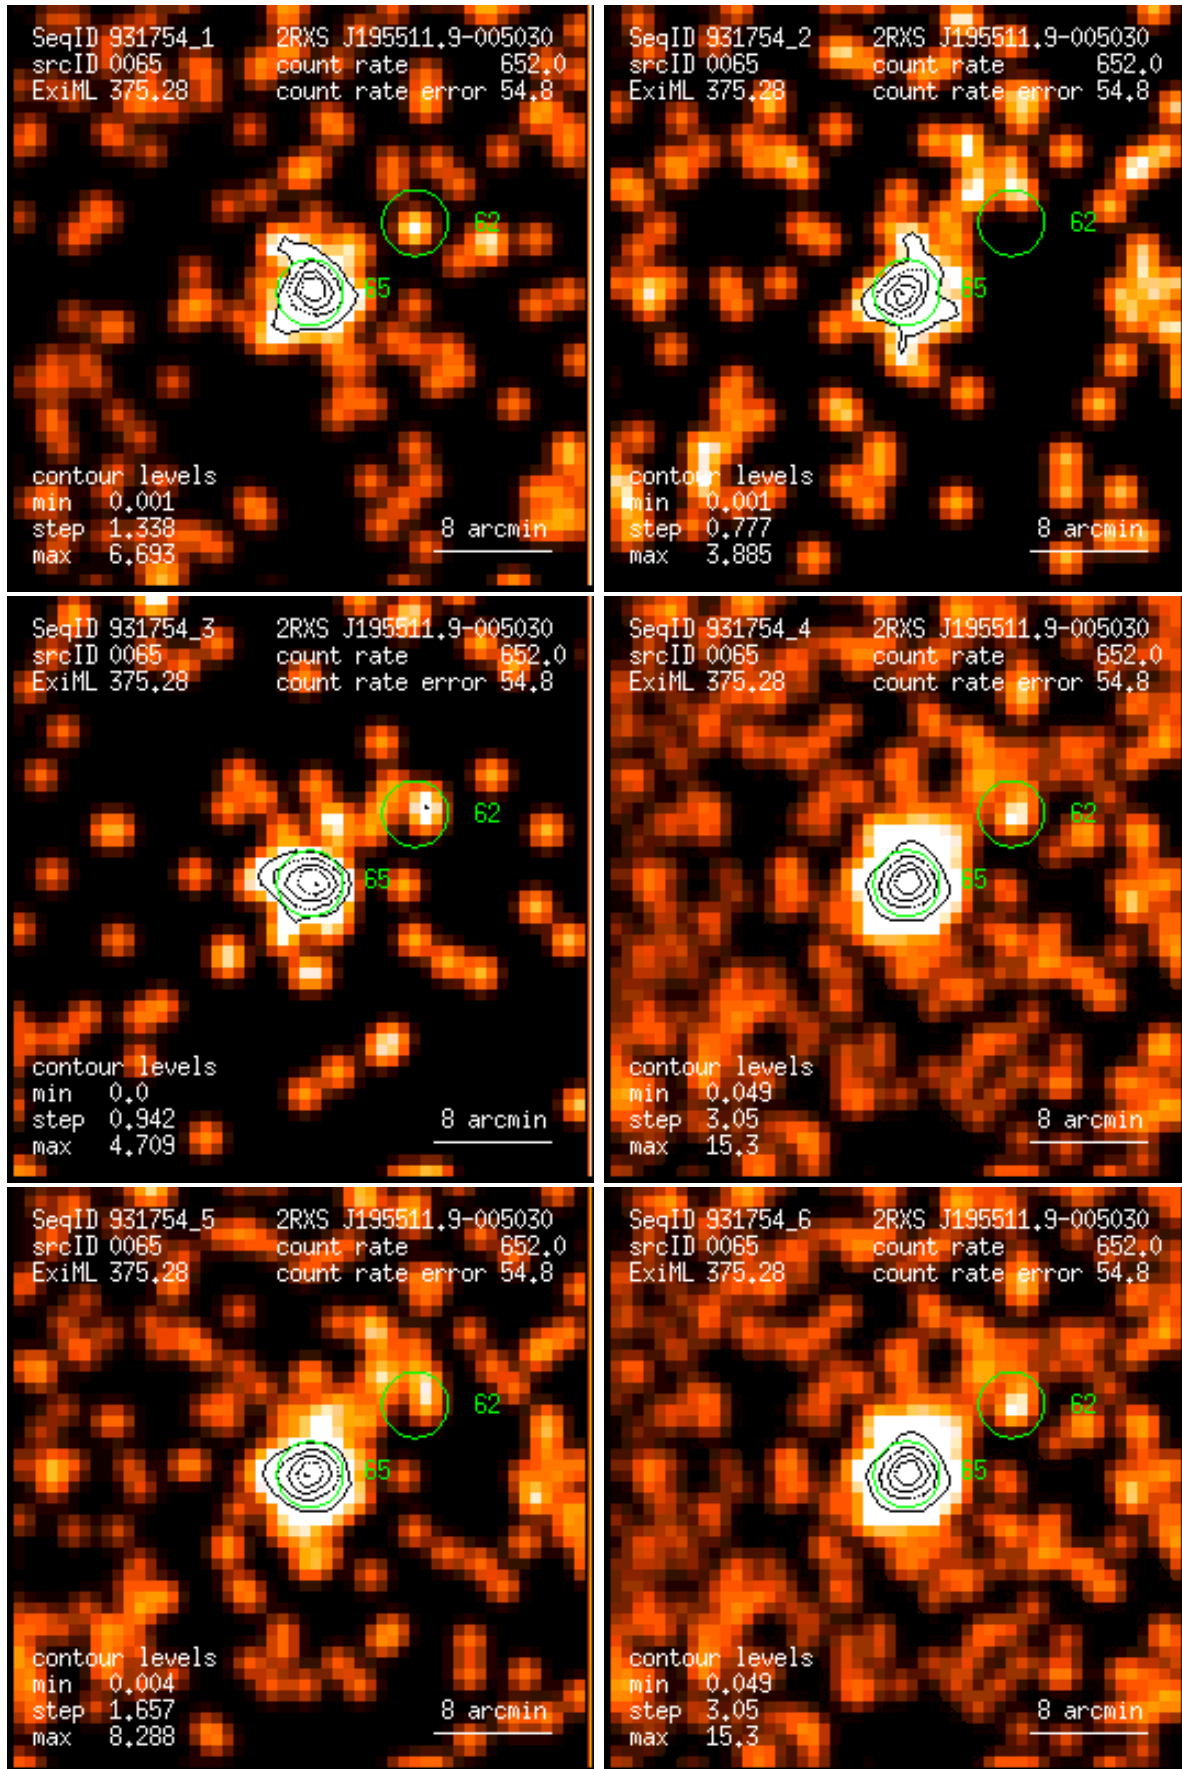 SeqID 931754_1 2RXS J195511.9-005030
srcID 0065 count rate 652.0
ExiML 375.28 count rate error 54.8
62
65
contour levels
min 0.001
step 1.338 8 arcmin
max 6.693
SeqID 931754_2 2RXS J195511.9-005030
srcID 0065 count rate 652.0
ExiML 375.28 count rate error 54.8
62
65
contour levels
min 0.001
step 0.777 8 arcmin
max 3.885
SeqID 931754_3 2RXS J195511.9-005030
srcID 0065 count rate 652.0
ExiML 375.28 count rate error 54.8
62
65
contour levels
min 0.0
step 0.942 8 arcmin
max 4.709
SeqID 931754_4 2RXS J195511.9-005030
srcID 0065 count rate 652.0
ExiML 375.28 count rate error 54.8
62
65
contour levels
min 0.049
step 3.05 8 arcmin
max 15.3
SeqID 931754_5 2RXS J195511.9-005030
srcID 0065 count rate 652.0
ExiML 375.28 count rate error 54.8
62
65
contour levels
min 0.004
step 1.657 8 arcmin
max 8.288
SeqID 931754_6 2RXS J195511.9-005030
srcID 0065 count rate 652.0
ExiML 375.28 count rate error 54.8
62
65
contour levels
min 0.049
step 3.05 8 arcmin
max 15.3